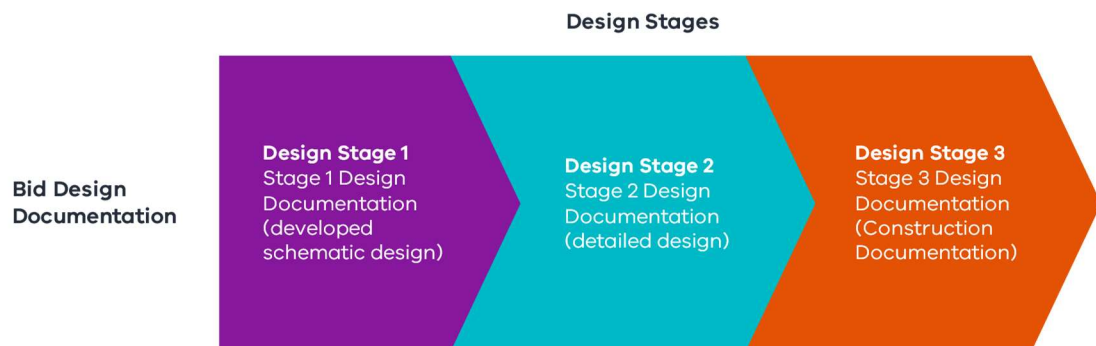 Design Stages
Bid Design
Documentation
Design Stage 1
Stage 1 Design
Documentation
(developed
schematic design)
Design Stage 2
Stage 2 Design
Documentation
(detailed design)
Design Stage 3
Stage 3 Design
Documentation
(Construction
Documentation)